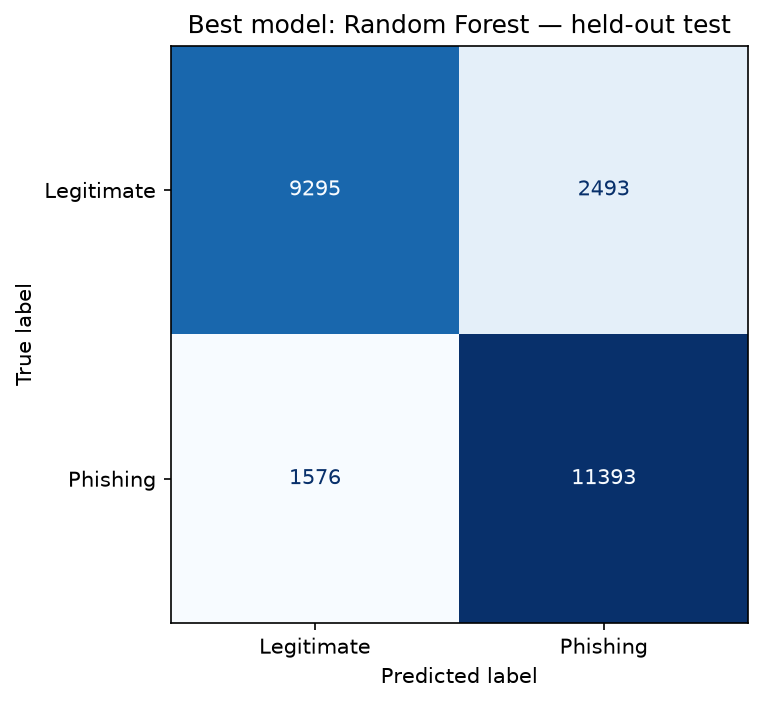 Best model: Random Forest — held-out test
Legitimate
9295
2493
True label
Phishing
1576
11393
Legitimate
Phishing
Predicted label